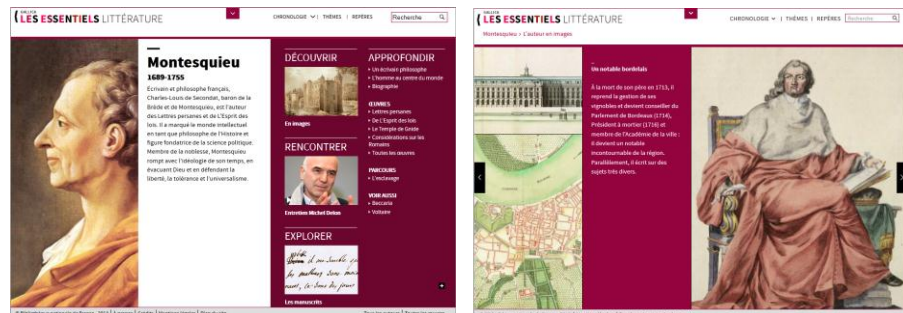 GALLICA
LES ESSENTIELS LITTÉRATURE
CHRONOLOGIE | THÈMES | REPÈRES
Recherche
Montesquieu
1689-1755
Écrivain et philosophe français,
Charles-Louis de Secondat, baron de la
Brède et de Montesquieu, est l'auteur
des Lettres persanes et de L'Esprit des
lois. Il a marqué le monde intellectuel
en tant que philosophe de l'Histoire et
figure fondatrice de la science politique.
Membre de la noblesse, Montesquieu
rompt avec l'idéologie de son temps, en
évacuant Dieu et en défendant la
liberté, la tolérance et l'universalisme.
DÉCOUVRIR
En images
RENCONTRER
Entretien Michel Delon
EXPLORER
Les manuscrits
APPROFONDIR
Un écrivain philosophe
L'homme au centre du monde
Biographie
ŒUVRES
Lettres persanes
De L'Esprit des lois
Le Temple de Gnide
Considérations sur les
Romains
Toutes les œuvres
PARCOURS
L'esclavage
VOIR AUSSI
Beccaria
Voltaire
GALLICA
LES ESSENTIELS LITTÉRATURE
CHRONOLOGIE | THÈMES | REPÈRES
Recherche
Montesquieu > L'auteur en images
Un notable bordelais
À la mort de son père en 1713, il
reprend la gestion de ses
vignobles et devient conseiller du
Parlement de Bordeaux (1714),
Président à mortier (1716) et
membre de l'Académie de la ville :
il devient un notable
incontournable de la région.
Parallèlement, il écrit sur des
sujets très divers.